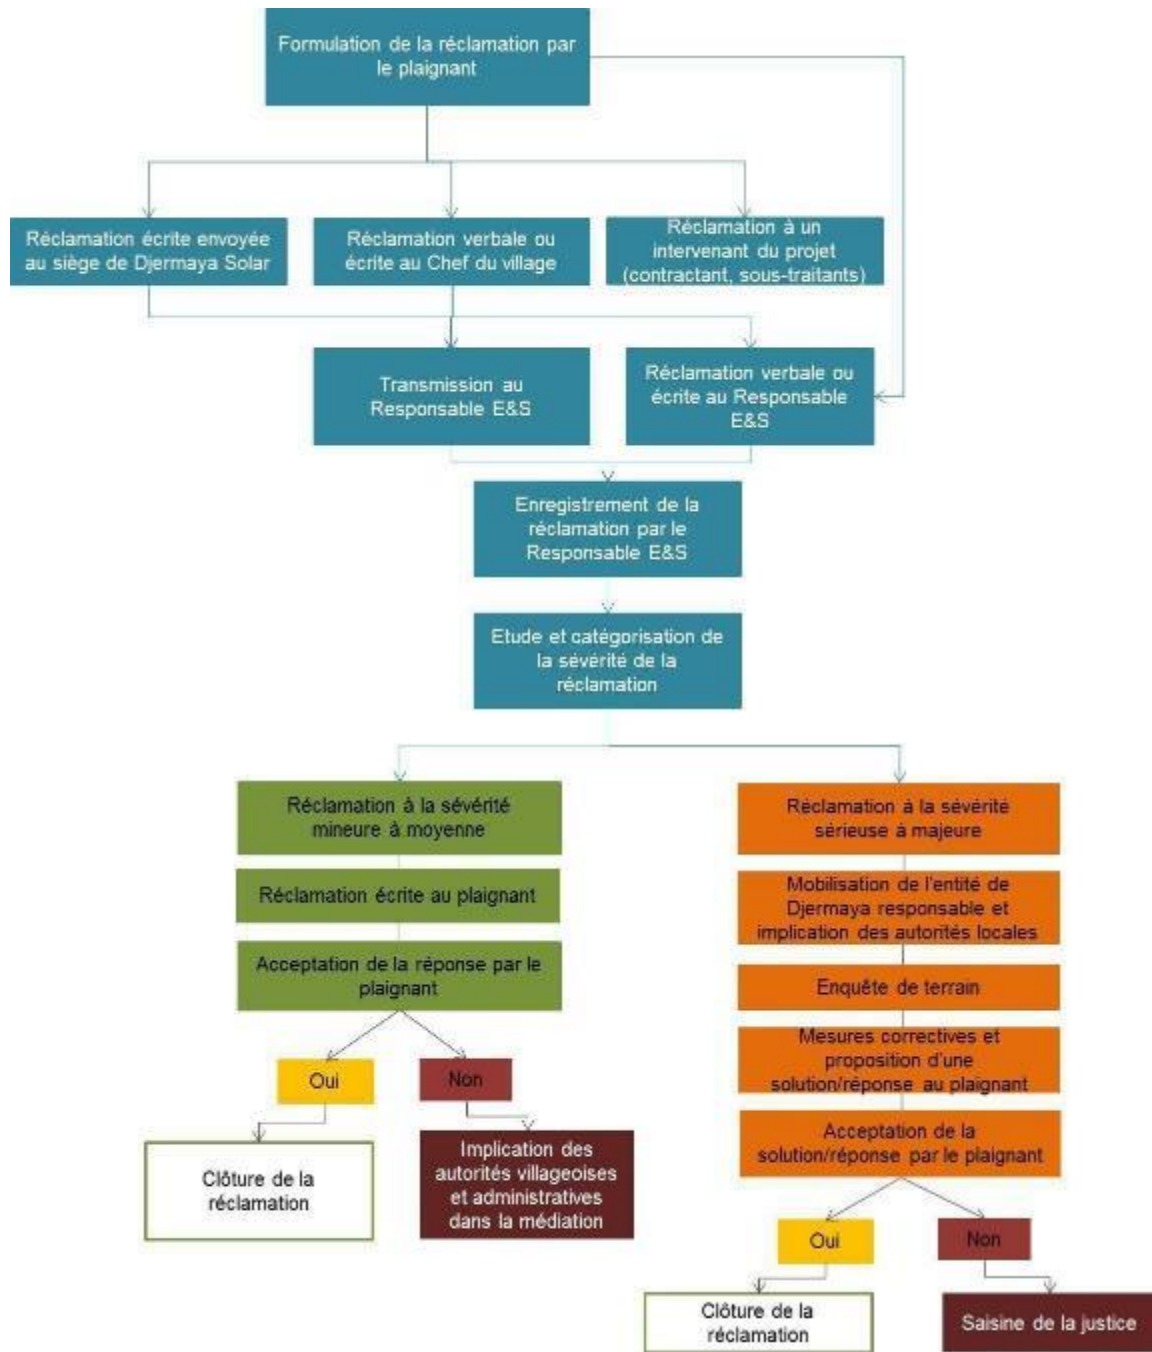 Formulation de la réclamation par
le plaignant
Réclamation écrite envoyée
au siège de Djermaya Solar
Réclamation verbale ou
écrite au Chef du village
Réclamation à un
intervenant du projet
(contractant, sous-traitants)
Transmission au
Responsable E&S
Réclamation verbale ou
écrite au Responsable
E&S
Enregistrement de la
réclamation par le
Responsable E&S
Etude et catégorisation de
la sévérité de la
réclamation
Réclamation à la sévérité
mineure à moyenne
Réclamation écrite au plaignant
Acceptation de la réponse par le
plaignant
Oui
Non
Clôture de la
réclamation
Implication des
autorités villageoises
et administratives
dans la médiation
Réclamation à la sévérité
sérieuse à majeure
Mobilisation de l'entité de
Djermaya responsable et
implication des autorités locales
Enquête de terrain
Mesures correctives et
proposition d'une
solution/réponse au plaignant
Acceptation de la
solution/réponse par le plaignant
Oui
Non
Clôture de la
réclamation
Saisine de la justice